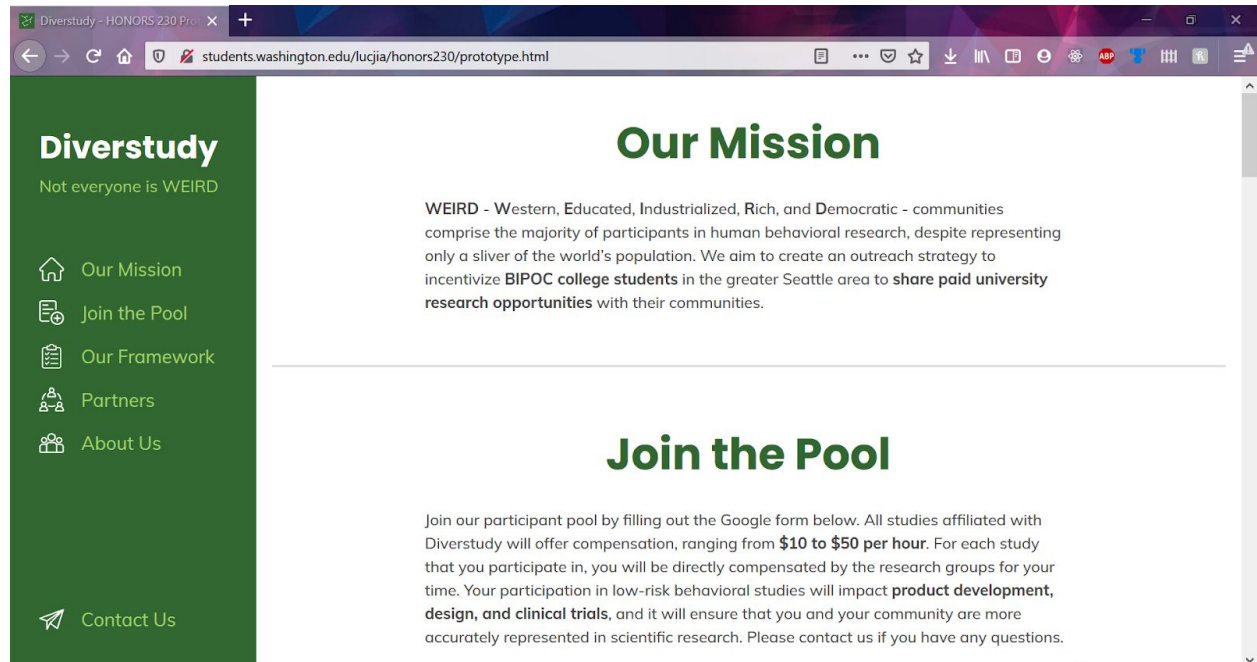 Diverstudy - HONORS 230 Pro
students.washington.edu/lucjia/honors230/prototype.html
ABP
Diverstudy
Not everyone is WEIRD
Our Mission
Join the Pool
Our Framework
Partners
About Us
Contact Us
Our Mission
WEIRD - Western, Educated, Industrialized, Rich, and Democratic - communities
comprise the majority of participants in human behavioral research, despite representing
only a sliver of the world's population. We aim to create an outreach strategy to
incentivize BIPOC college students in the greater Seattle area to share paid university
research opportunities with their communities.
Join the Pool
Join our participant pool by filling out the Google form below. All studies affiliated with
Diverstudy will offer compensation, ranging from $10 to $50 per hour. For each study
that you participate in, you will be directly compensated by the research groups for your
time. Your participation in low-risk behavioral studies will impact product development,
design, and clinical trials, and it will ensure that you and your community are more
accurately represented in scientific research. Please contact us if you have any questions.